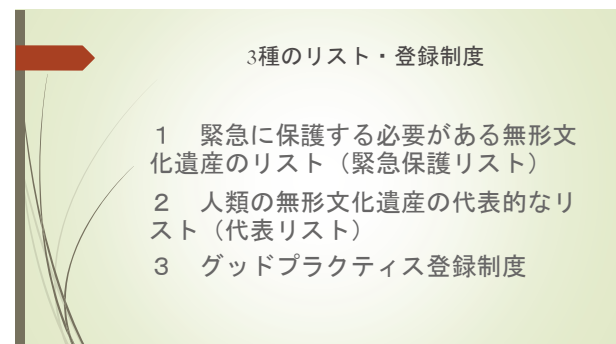 3種のリスト・登録制度
１　緊急に保護する必要がある無形文
化遺産のリスト（緊急保護リスト）
２　人類の無形文化遺産の代表的なリ
スト（代表リスト）
３　グッドプラクティス登録制度